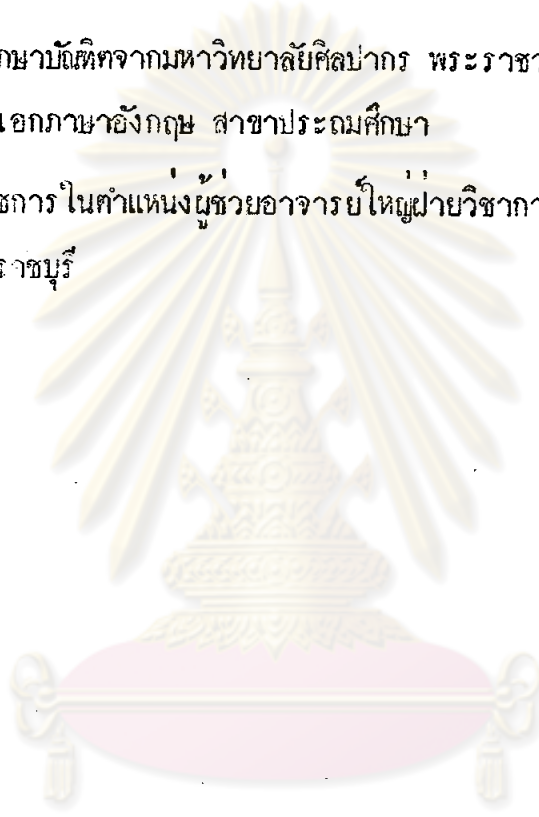 กษาบัณฑิตจากมหาวิทยาลัยศิลปากร พระราชว
เอกภาษาอังกฤษ สาขาประถมศึกษา
ชการในตำแหน่งผู้ช่วยอาจารย์ใหญ่ฝ่ายวิชากา
ราชบุรี